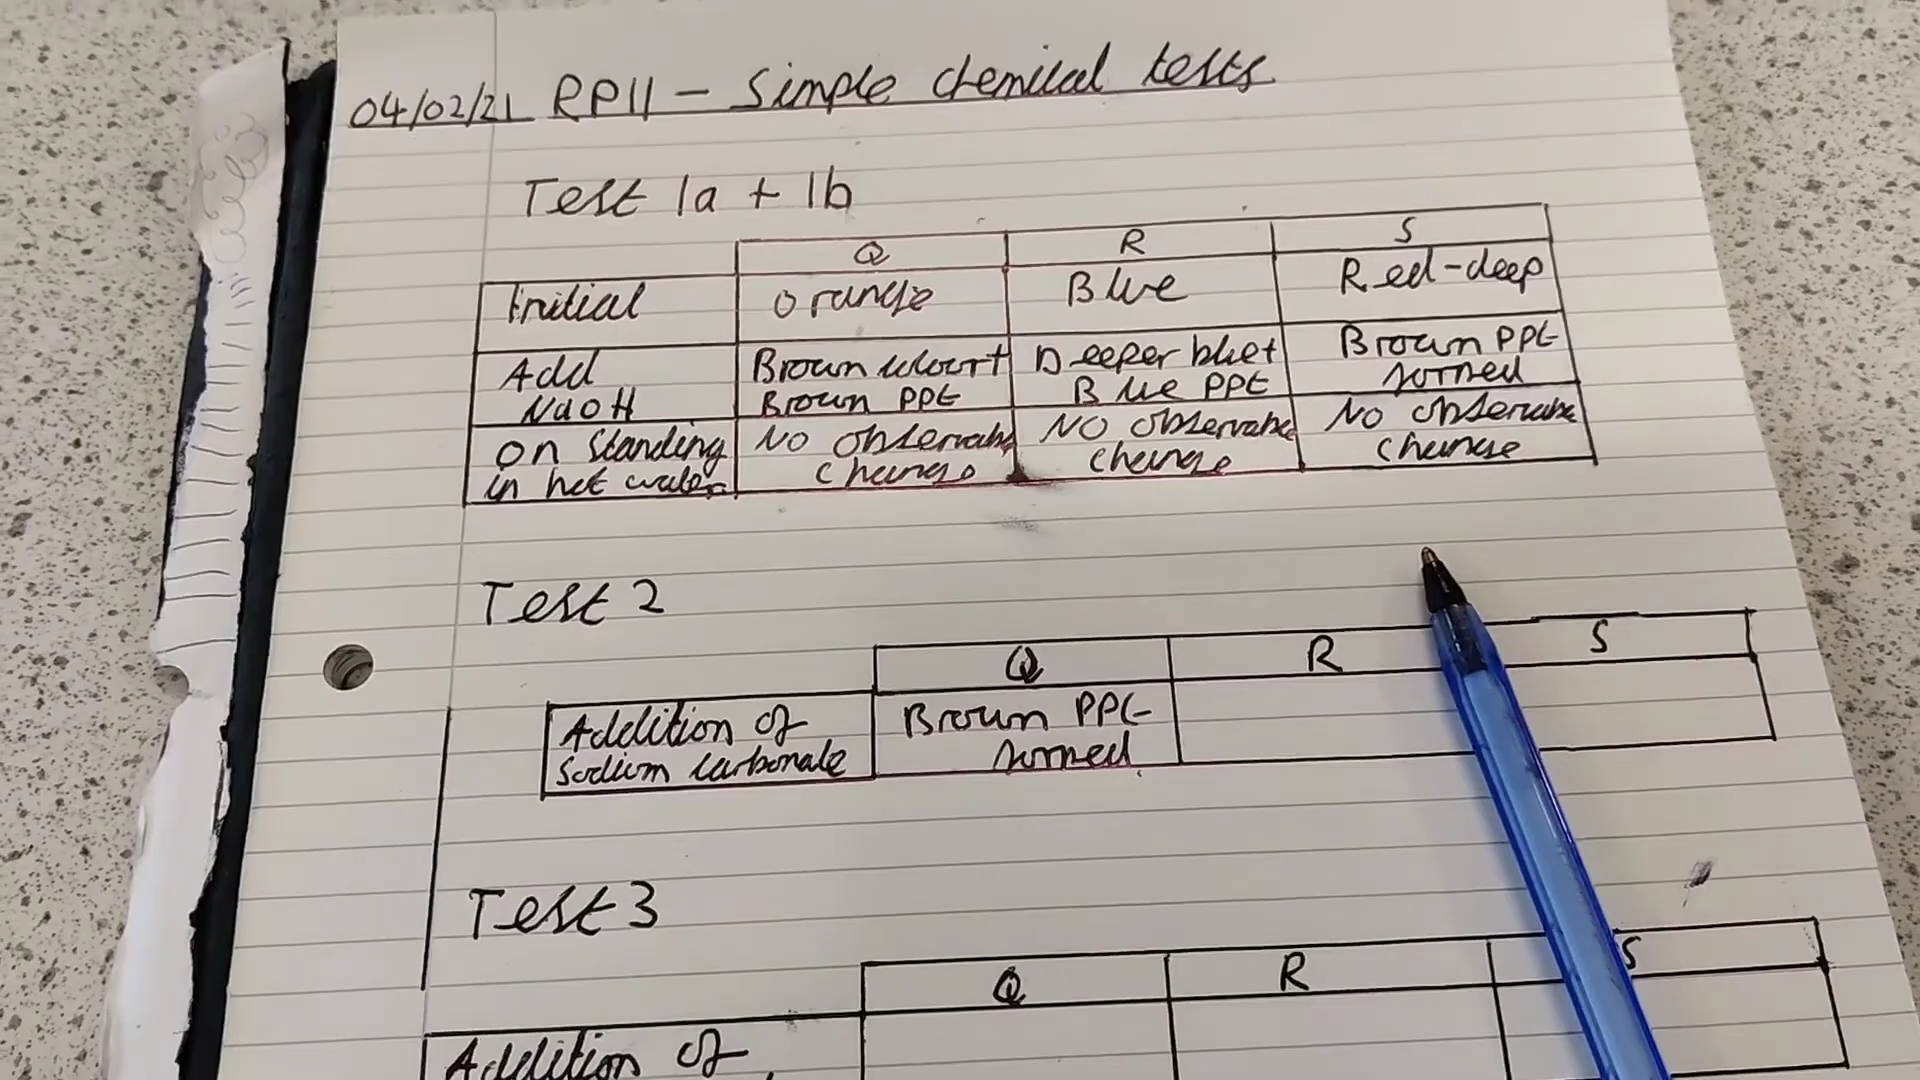 04/02/21 RP11 - Simple chemical tests
Test 1a + 1b
Q R S
Initial Orange Blue Red-deep
Add NaOH
Brown colour +
Brown PPt
Deeper blue +
Blue PPt
Brown PPt
formed
On standing
in hot water
No observable
change
No observable
change
No observable
change
Test 2
Q R S
Addition of
Sodium carbonate
Brown PPt
formed
Test 3
Q R S
Addition of